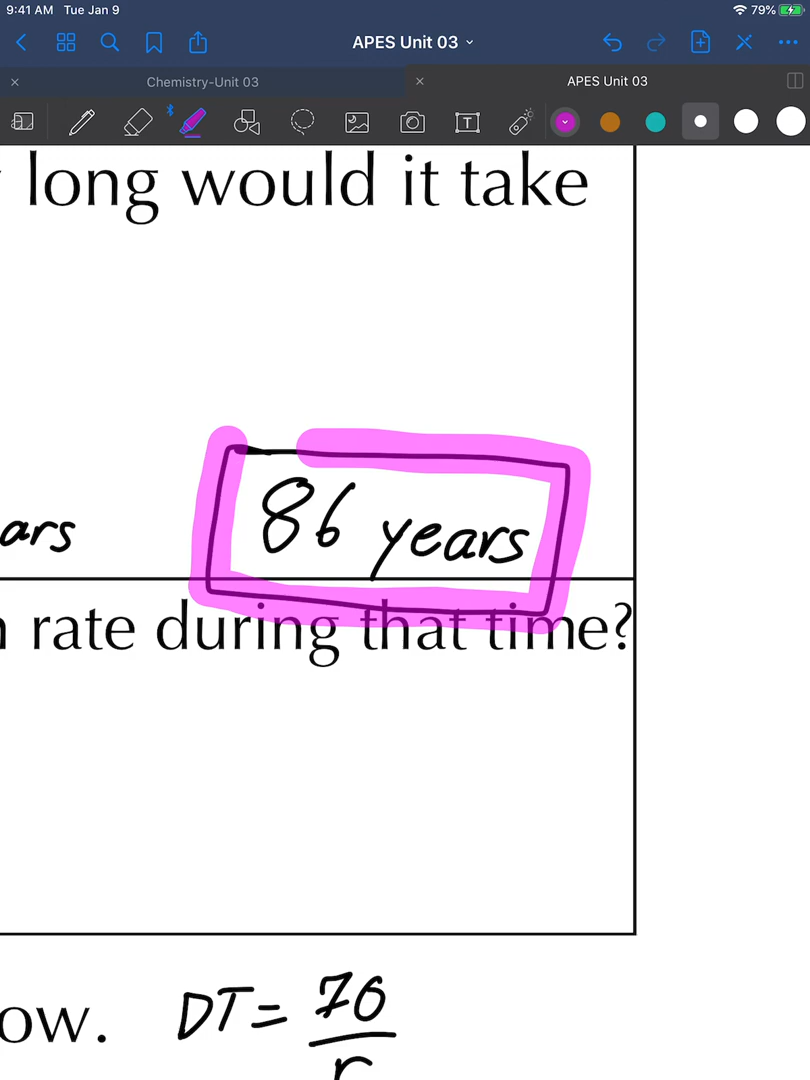 9:41 AM Tue Jan 9 79%
APES Unit 03
Chemistry-Unit 03 APES Unit 03
long would it take
86 years
ars
rate during that time?
ow. DT = 70
r